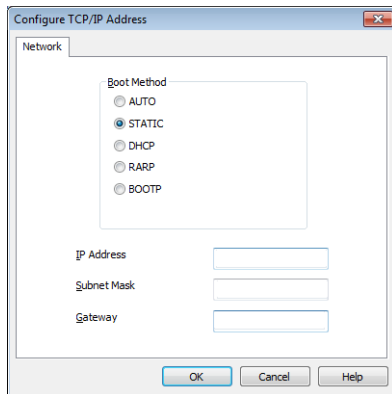 Configure TCP/IP Address
Network
Boot Method
AUTO
STATIC
DHCP
RARP
BOOTP
IP Address
Subnet Mask
Gateway
OK Cancel Help